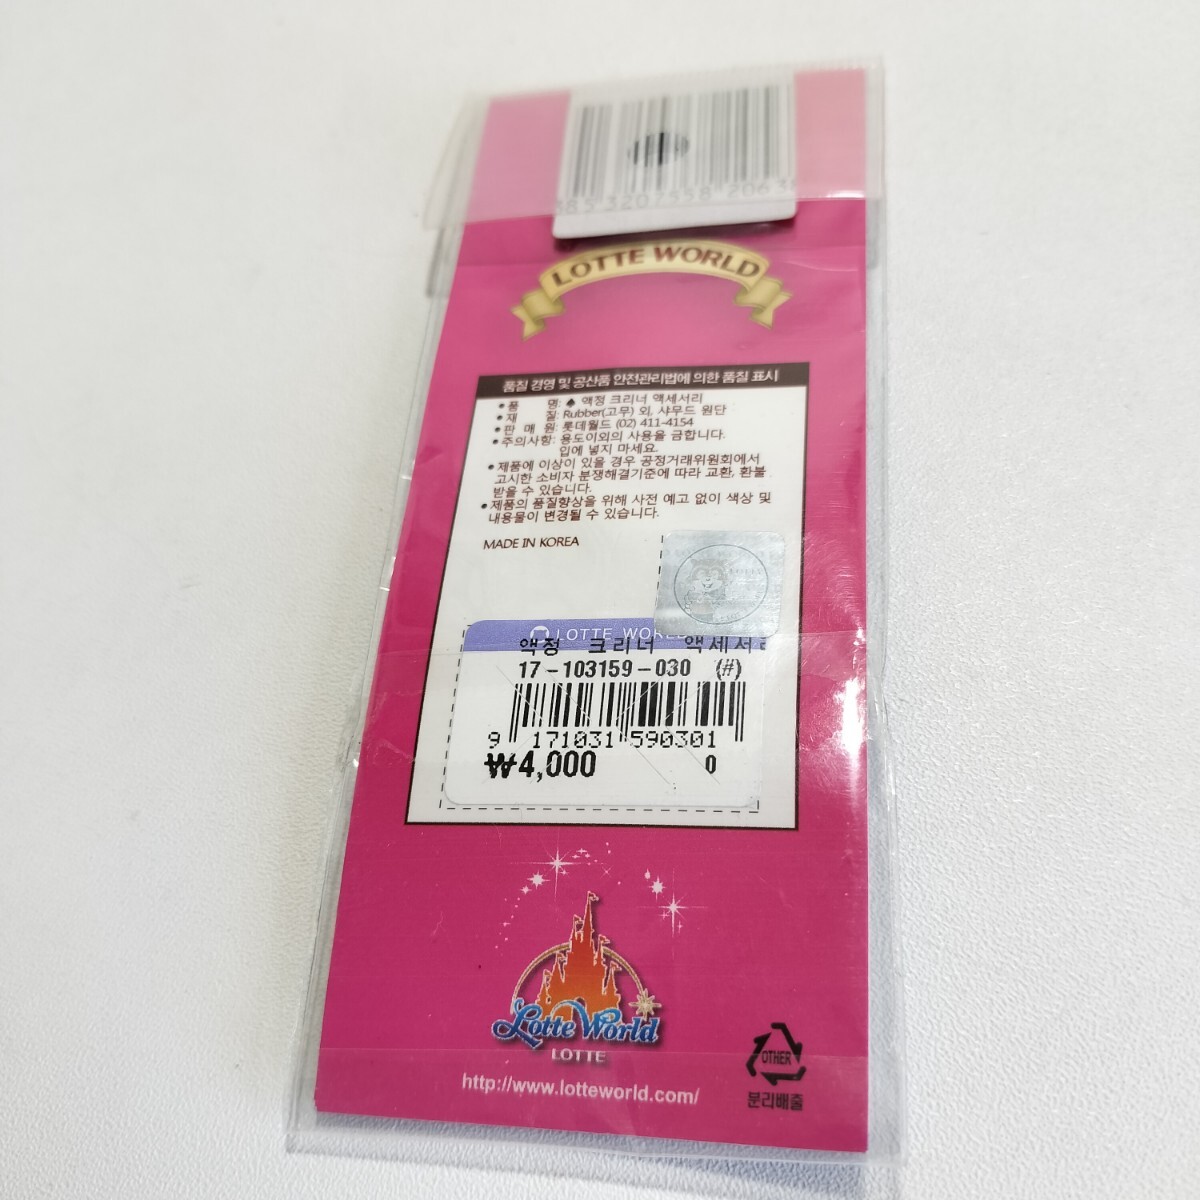 LOTTE WORLD
품질 경영 및 공산품 안전관리법에 의한 품질 표시
• 품 명: ♠ 액정 크리너 액세서리
• 재 질: Rubber(고무) 외, 샤무드 원단
• 판 매 원: 롯데월드 (02) 411-4154
• 주의사항: 용도이외의 사용을 금합니다.
입에 넣지 마세요.
• 제품에 이상이 있을 경우 공정거래위원회에서
고시한 소비자 분쟁해결기준에 따라 교환, 환불
받을 수 있습니다.
• 제품의 품질향상을 위해 사전 예고 없이 색상 및
내용물이 변경될 수 있습니다.
MADE IN KOREA
LOTTE WORLD
액정 크리너 액세서리
17-103159-030 (#)
9 171031 590301
₩4,000 0
Lotte World
LOTTE
http://www.lotteworld.com/
OTHER
분리배출